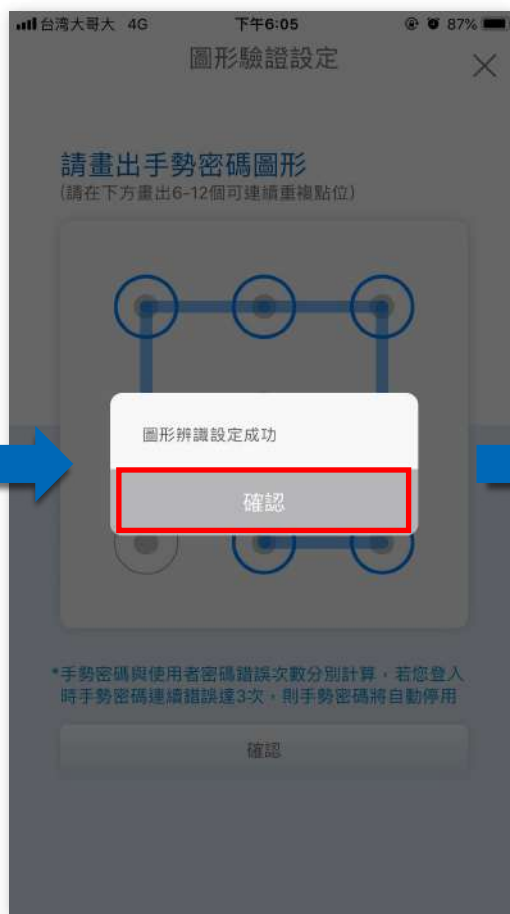 台灣大哥大 4G 下午6:05 87%
圖形驗證設定
請畫出手勢密碼圖形
(請在下方畫出6-12個可連續重複點位)
圖形辨識設定成功
確認
*手勢密碼與使用者密碼錯誤次數分別計算，若您登入
時手勢密碼連續錯誤達3次，則手勢密碼將自動停用
確認